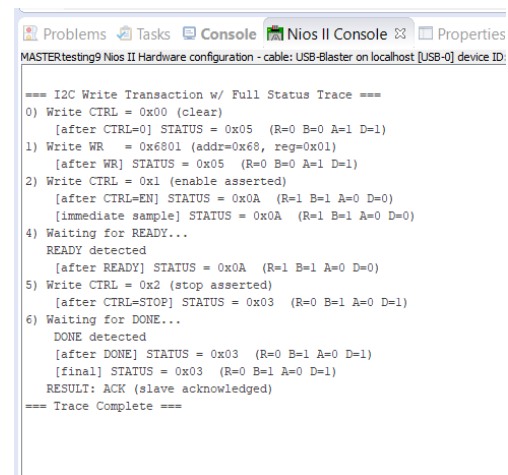 Problems Tasks Console Nios II Console Properties
MASTERtesting9 Nios II Hardware configuration - cable: USB-Blaster on localhost [USB-0] device ID:
=== I2C Write Transaction w/ Full Status Trace ===
0) Write CTRL = 0x00 (clear)
[after CTRL=0] STATUS = 0x05 (R=0 B=0 A=1 D=1)
1) Write WR = 0x6801 (addr=0x68, reg=0x01)
[after WR] STATUS = 0x05 (R=0 B=0 A=1 D=1)
2) Write CTRL = 0x1 (enable asserted)
[after CTRL=EN] STATUS = 0x0A (R=1 B=1 A=0 D=0)
[immediate sample] STATUS = 0x0A (R=1 B=1 A=0 D=0)
4) Waiting for READY...
READY detected
[after READY] STATUS = 0x0A (R=1 B=1 A=0 D=0)
5) Write CTRL = 0x2 (stop asserted)
[after CTRL=STOP] STATUS = 0x03 (R=0 B=1 A=0 D=1)
6) Waiting for DONE...
DONE detected
[after DONE] STATUS = 0x03 (R=0 B=1 A=0 D=1)
[final] STATUS = 0x03 (R=0 B=1 A=0 D=1)
RESULT: ACK (slave acknowledged)
=== Trace Complete ===